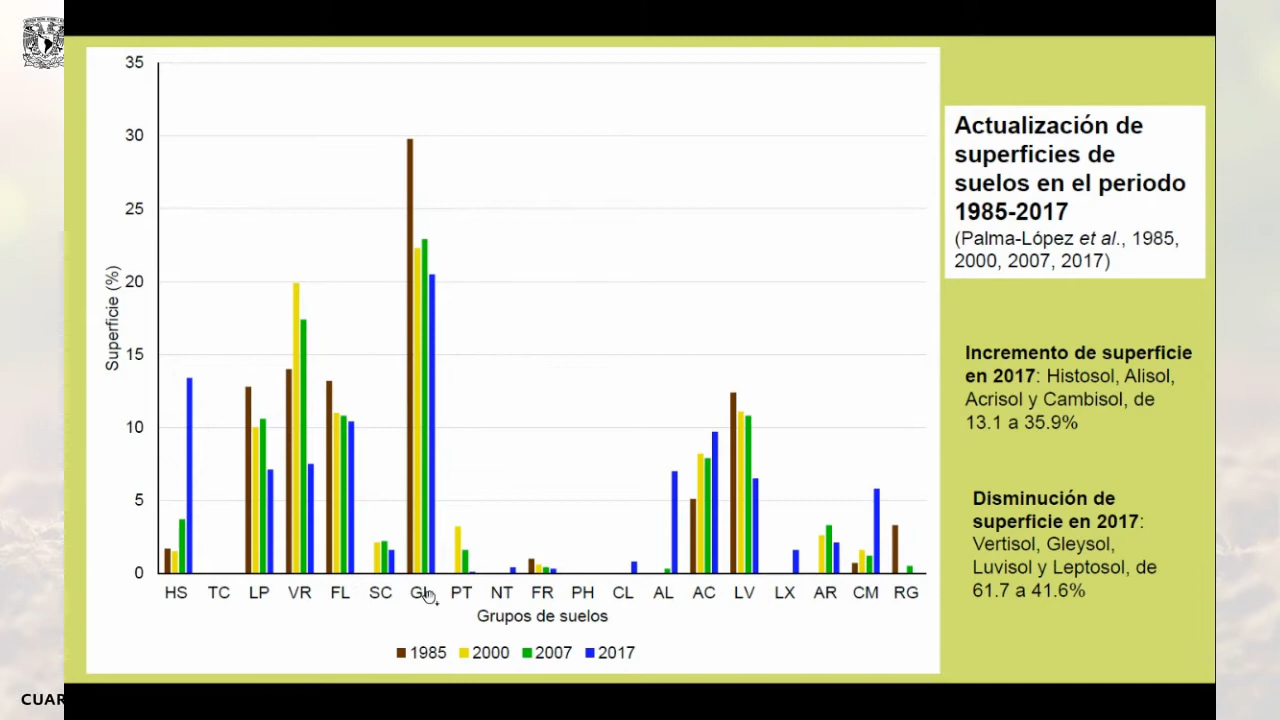 35
30
25
20
15
10
5
0
Superficie (%)
HS TC LP VR FL SC GL PT NT FR PH CL AL AC LV LX AR CM RG
Grupos de suelos
1985 2000 2007 2017
Actualización de
superficies de
suelos en el periodo
1985-2017
(Palma-López et al., 1985,
2000, 2007, 2017)
Incremento de superficie
en 2017: Histosol, Alisol,
Acrisol y Cambisol, de
13.1 a 35.9%
Disminución de
superficie en 2017:
Vertisol, Gleysol,
Luvisol y Leptosol, de
61.7 a 41.6%
CUAR